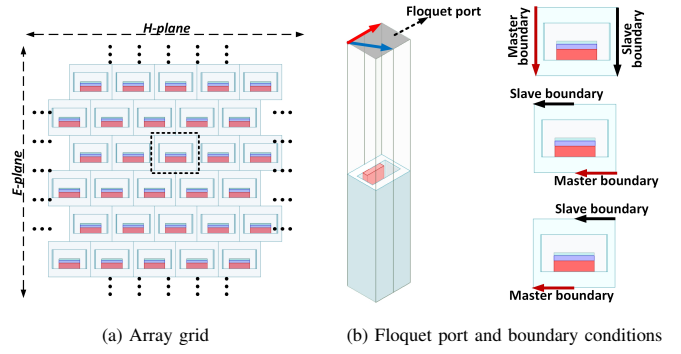 H-plane
E-plane
(a) Array grid
Floquet port
Master
boundary
Slave
boundary
Slave boundary
Master boundary
Slave boundary
Master boundary
(b) Floquet port and boundary conditions